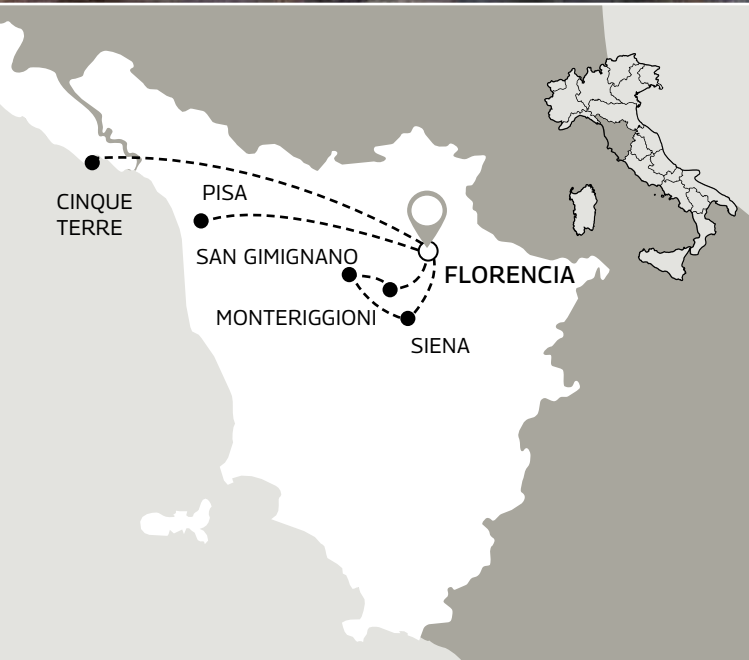 CINQUE
TERRE
PISA
SAN GIMIGNANO
FLORENCIA
MONTERIGGIONI
SIENA